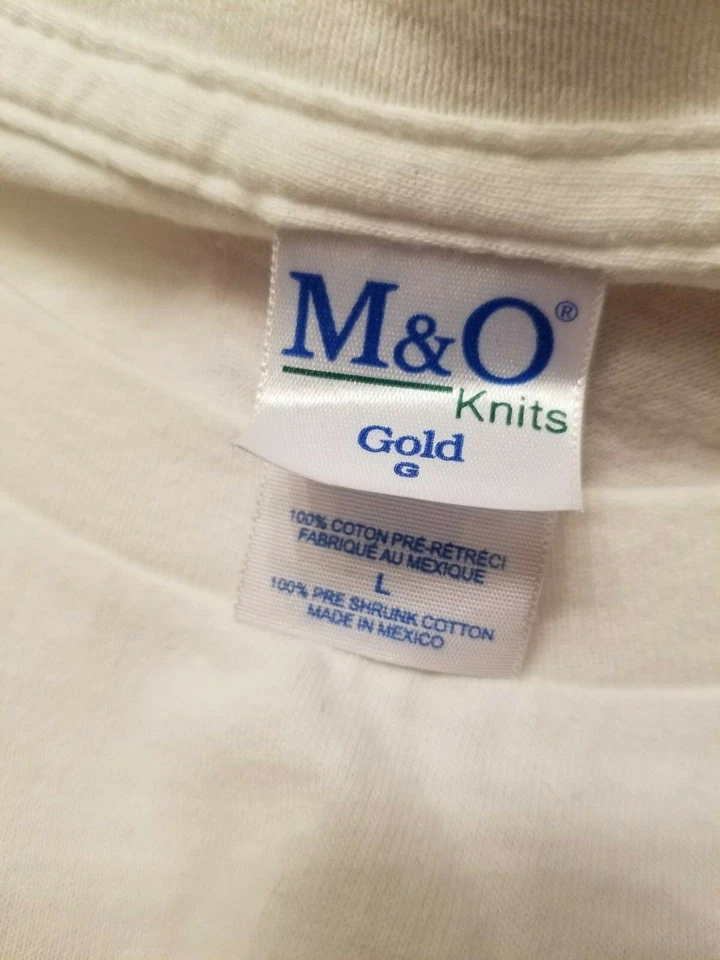 M&O®
Knits
Gold
G
100% COTON PRÉ-RÉTRÉCI
FABRIQUÉ AU MEXIQUE
L
100% PRE SHRUNK COTTON
MADE IN MEXICO